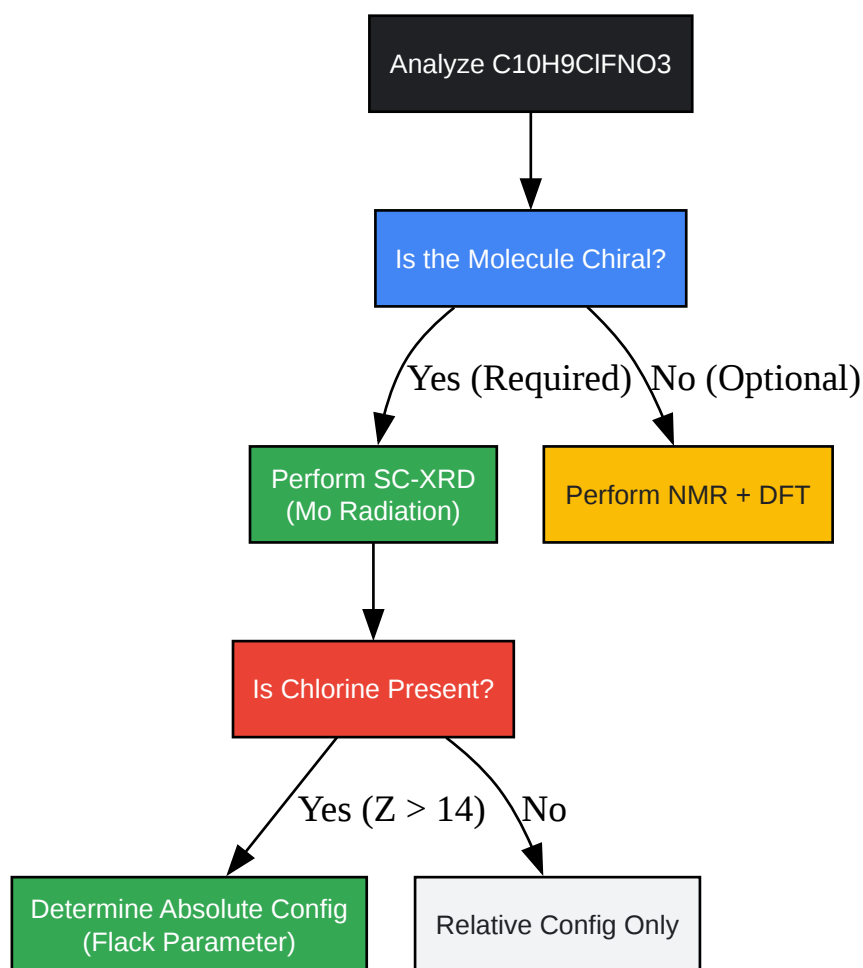 Analyze C10H9ClFNO3
Is the Molecule Chiral?
Yes (Required)
No (Optional)
Perform SC-XRD
(Mo Radiation)
Perform NMR + DFT
Is Chlorine Present?
Yes (Z > 14)
No
Determine Absolute Config
(Flack Parameter)
Relative Config Only